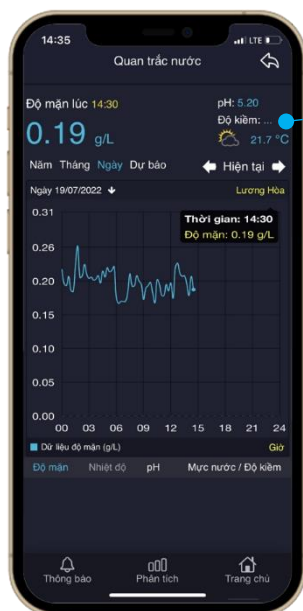 14:35 LTE
Quan trắc nước
Độ mặn lúc 14:30 pH: 5.20
0.19 g/L Độ kiềm: ...
21.7 °C
Năm Tháng Ngày Dự báo Hiện tại
Ngày 19/07/2022 Lương Hòa
0.31
Thời gian: 14:30
Độ mặn: 0.19 g/L
0.26
0.20
0.15
0.10
0.05
0.00
00 03 06 09 12 15 18 21 24
Dữ liệu độ mặn (g/L) Giờ
Độ mặn Nhiệt độ pH Mực nước / Độ kiềm
Thông báo Phân tích Trang chủ